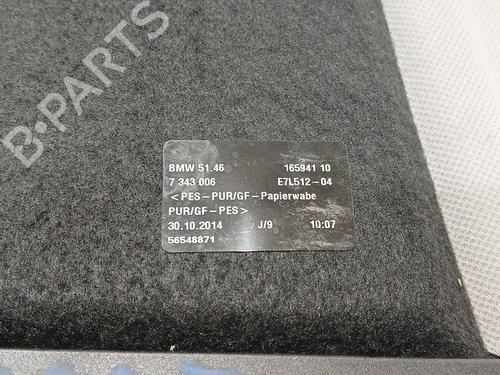 B-PARTS
BMW 51.46 165941 10
7 343 006 E7L512-04
< PES-PUR/GF-Papierwabe
PUR/GF-PES>
30.10.2014 J/9 10:07
56548871